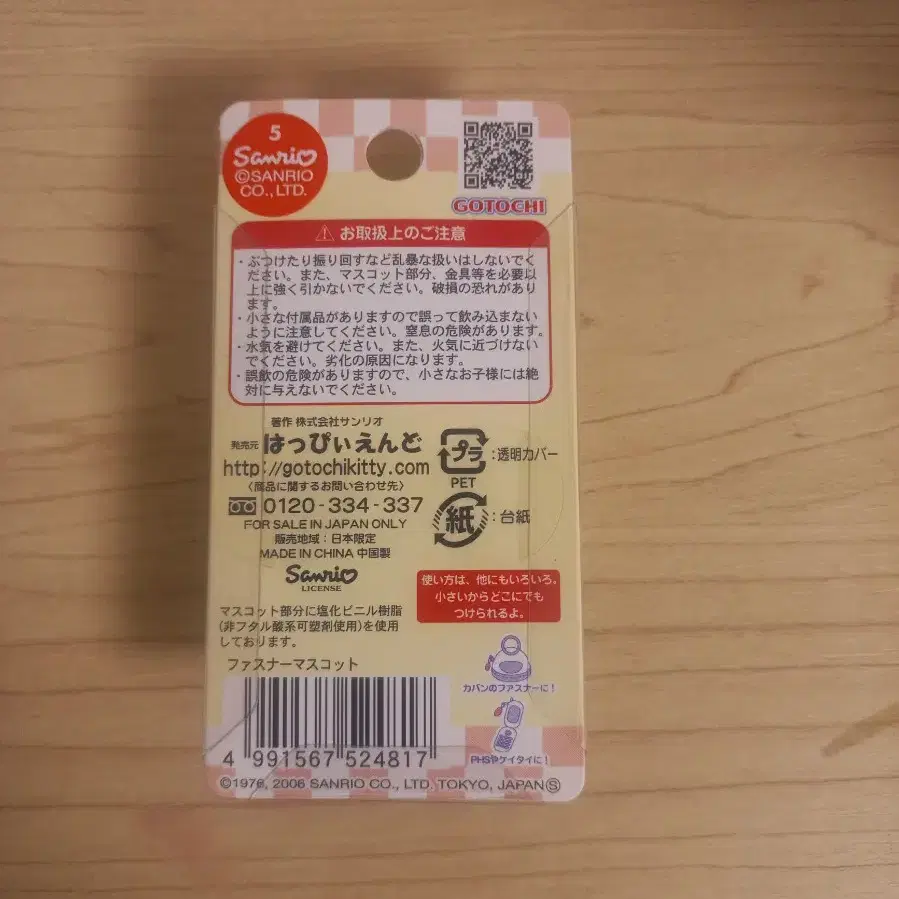 5
Sanrio
©SANRIO
CO.,LTD.
GOTOCHI
⚠ お取扱上のご注意
・ぶつけたり振り回すなど乱暴な扱いはしないでく
ださい。また、マスコット部分、金具等を必要以
上に強く引かないでください。破損の恐れがあり
ます。
・小さな付属品がありますので誤って飲み込まない
ように注意してください。窒息の危険があります。
・水気を避けてください。また、火気に近づけない
でください。劣化の原因になります。
・誤飲の危険がありますので、小さなお子様には絶
対に与えないでください。
著作 株式会社サンリオ
発売元 はっぴぃえんど
http://gotochikitty.com
〈商品に関するお問い合わせ先〉
0120-334-337
FOR SALE IN JAPAN ONLY
販売地域：日本限定
MADE IN CHINA 中国製
Sanrio
LICENSE
プラ :透明カバー
PET
紙 :台紙
使い方は、他にもいろいろ。
小さいからどこにでも
つけられるよ。
マスコット部分に塩化ビニル樹脂
(非フタル酸系可塑剤使用)を使用
しております。
ファスナーマスコット
カバンのファスナーに!
PHSやケイタイに!
4 991567 524817
©1976, 2006 SANRIO CO., LTD. TOKYO, JAPAN Ⓢ